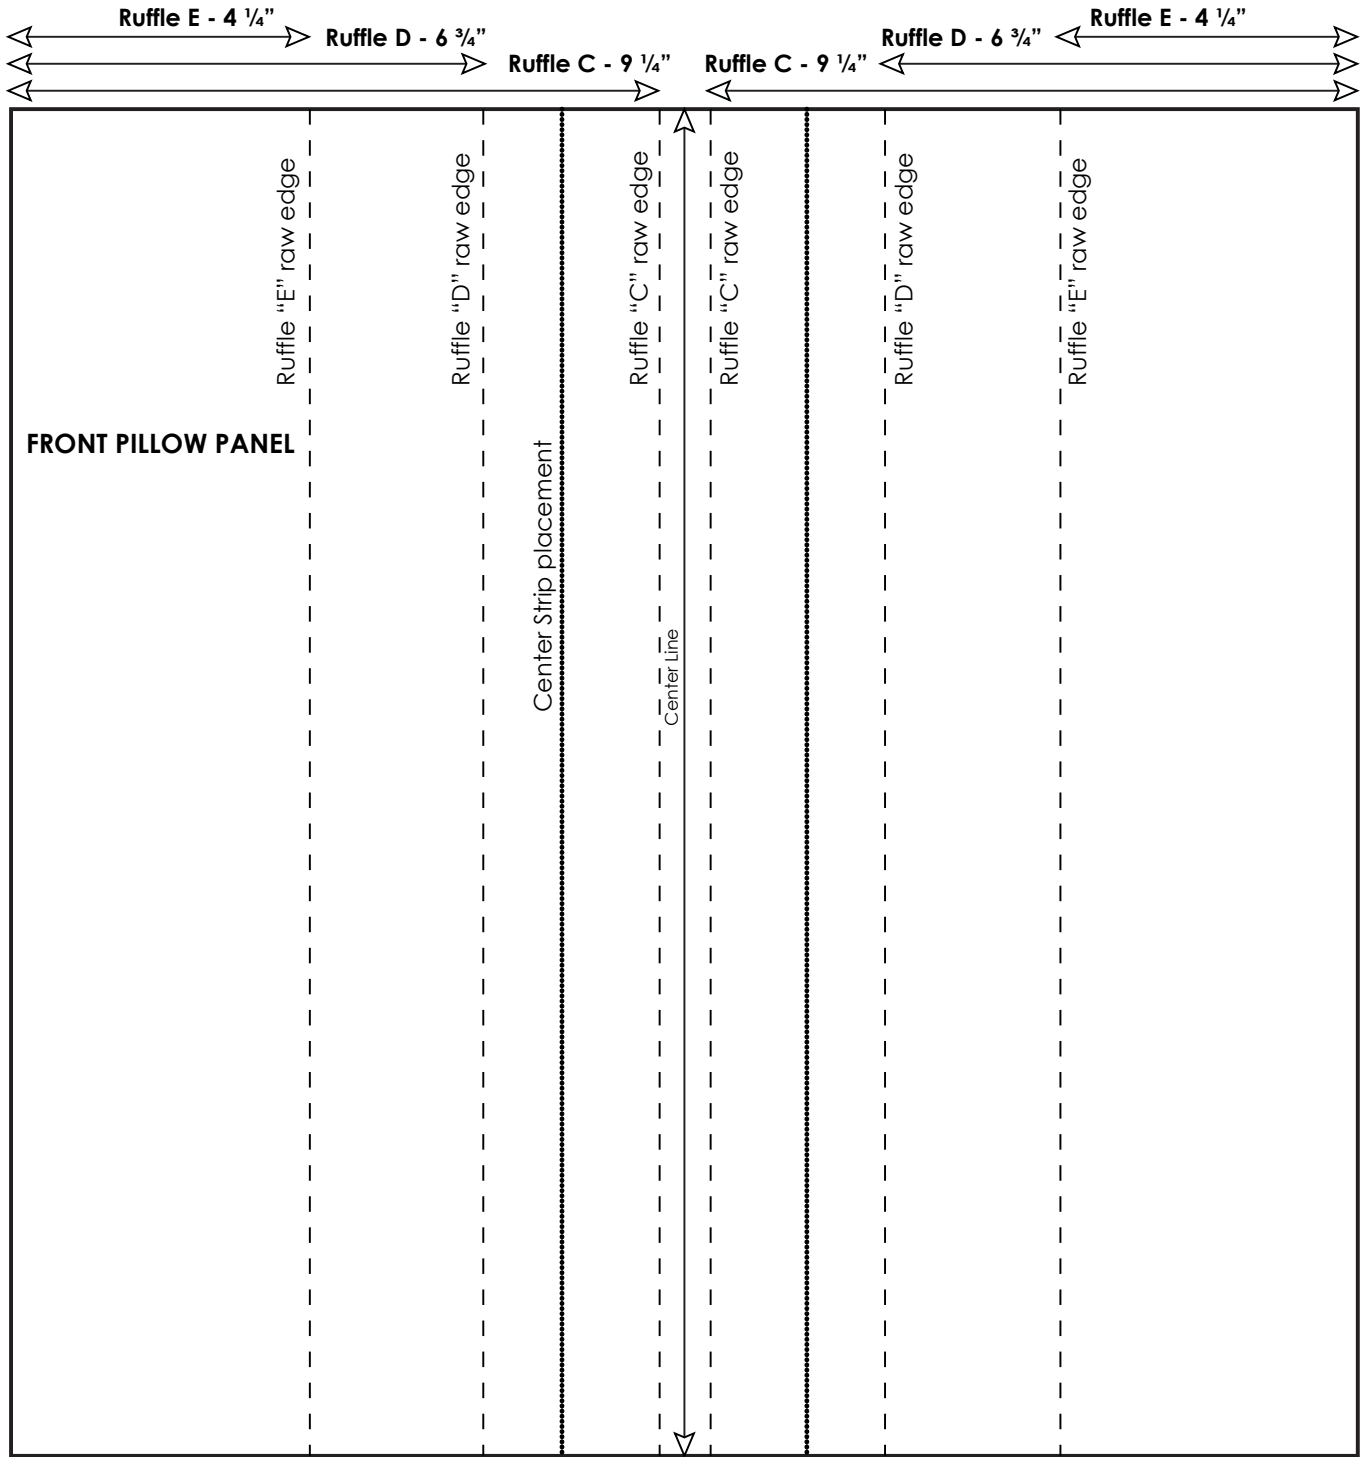 Ruffle E - 4 ¼”
Ruffle E - 4 ¼”
Ruffle D - 6 ¾”
Ruffle D - 6 ¾”
Ruffle C - 9 ¼”
Ruffle C - 9 ¼”
Ruffle “E” raw edge
Ruffle “D” raw edge
Ruffle “C” raw edge
Ruffle “C” raw edge
Ruffle “D” raw edge
Ruffle “E” raw edge
FRONT PILLOW PANEL
Center Strip placement
Center Line